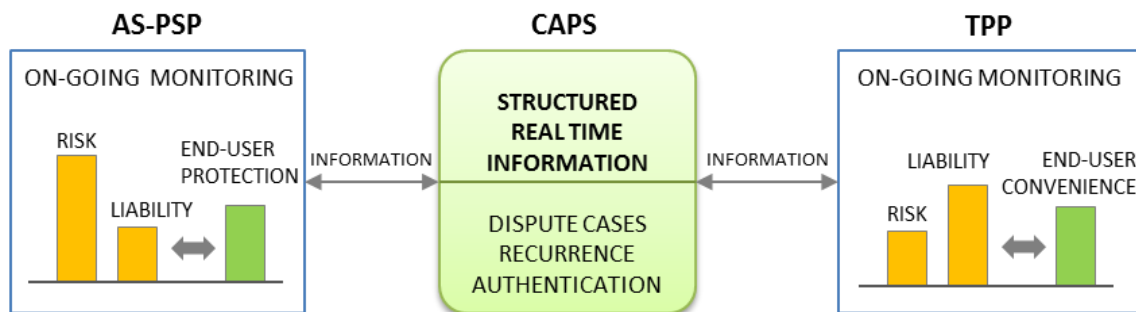 AS-PSP
CAPS
TPP
ON-GOING MONITORING
RISK
LIABILITY
END-USER
PROTECTION
INFORMATION
STRUCTURED
REAL TIME
INFORMATION
DISPUTE CASES
RECURRENCE
AUTHENTICATION
INFORMATION
ON-GOING MONITORING
RISK
LIABILITY
END-USER
CONVENIENCE